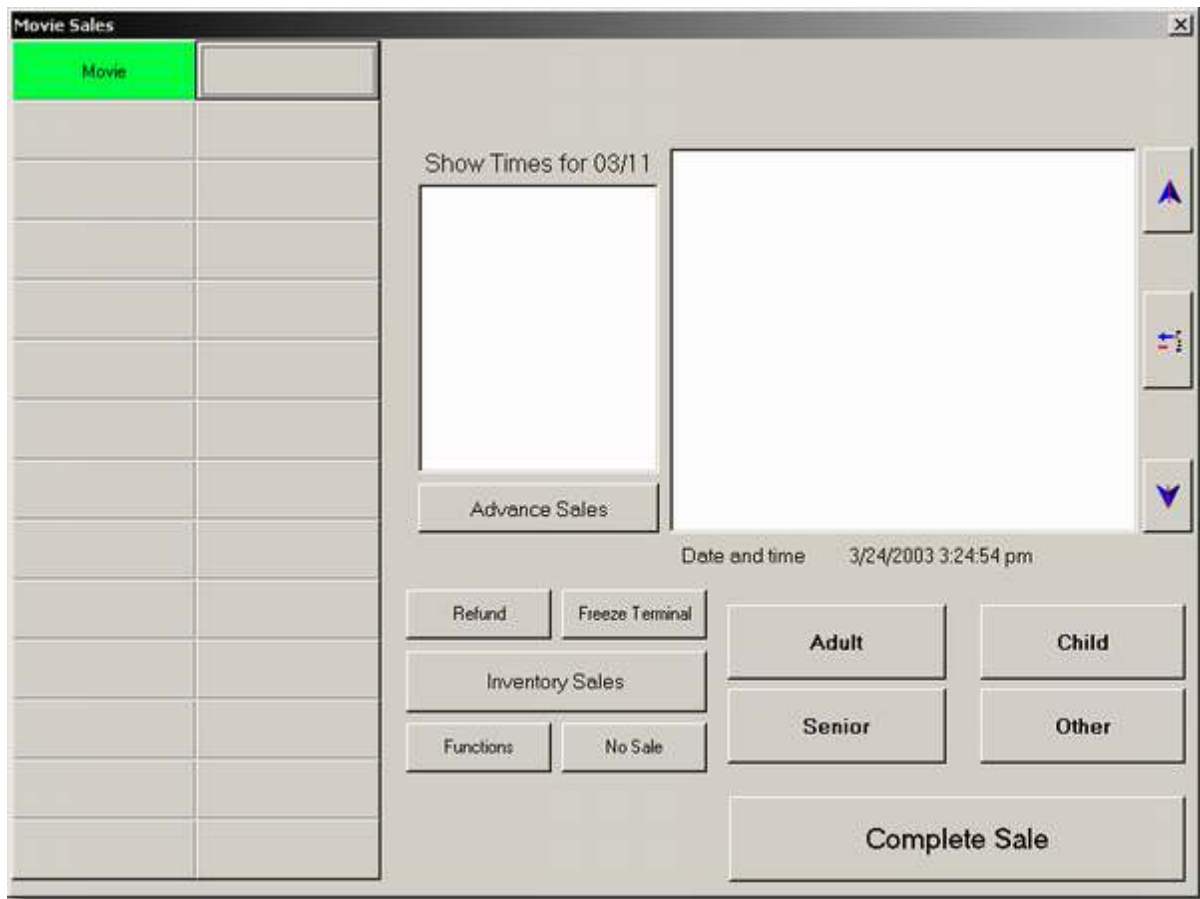 Movie Sales
Movie
Show Times for 03/11
Advance Sales
Date and time 3/24/2003 3:24:54 pm
Refund Freeze Terminal
Inventory Sales
Functions No Sale
Adult Child
Senior Other
Complete Sale